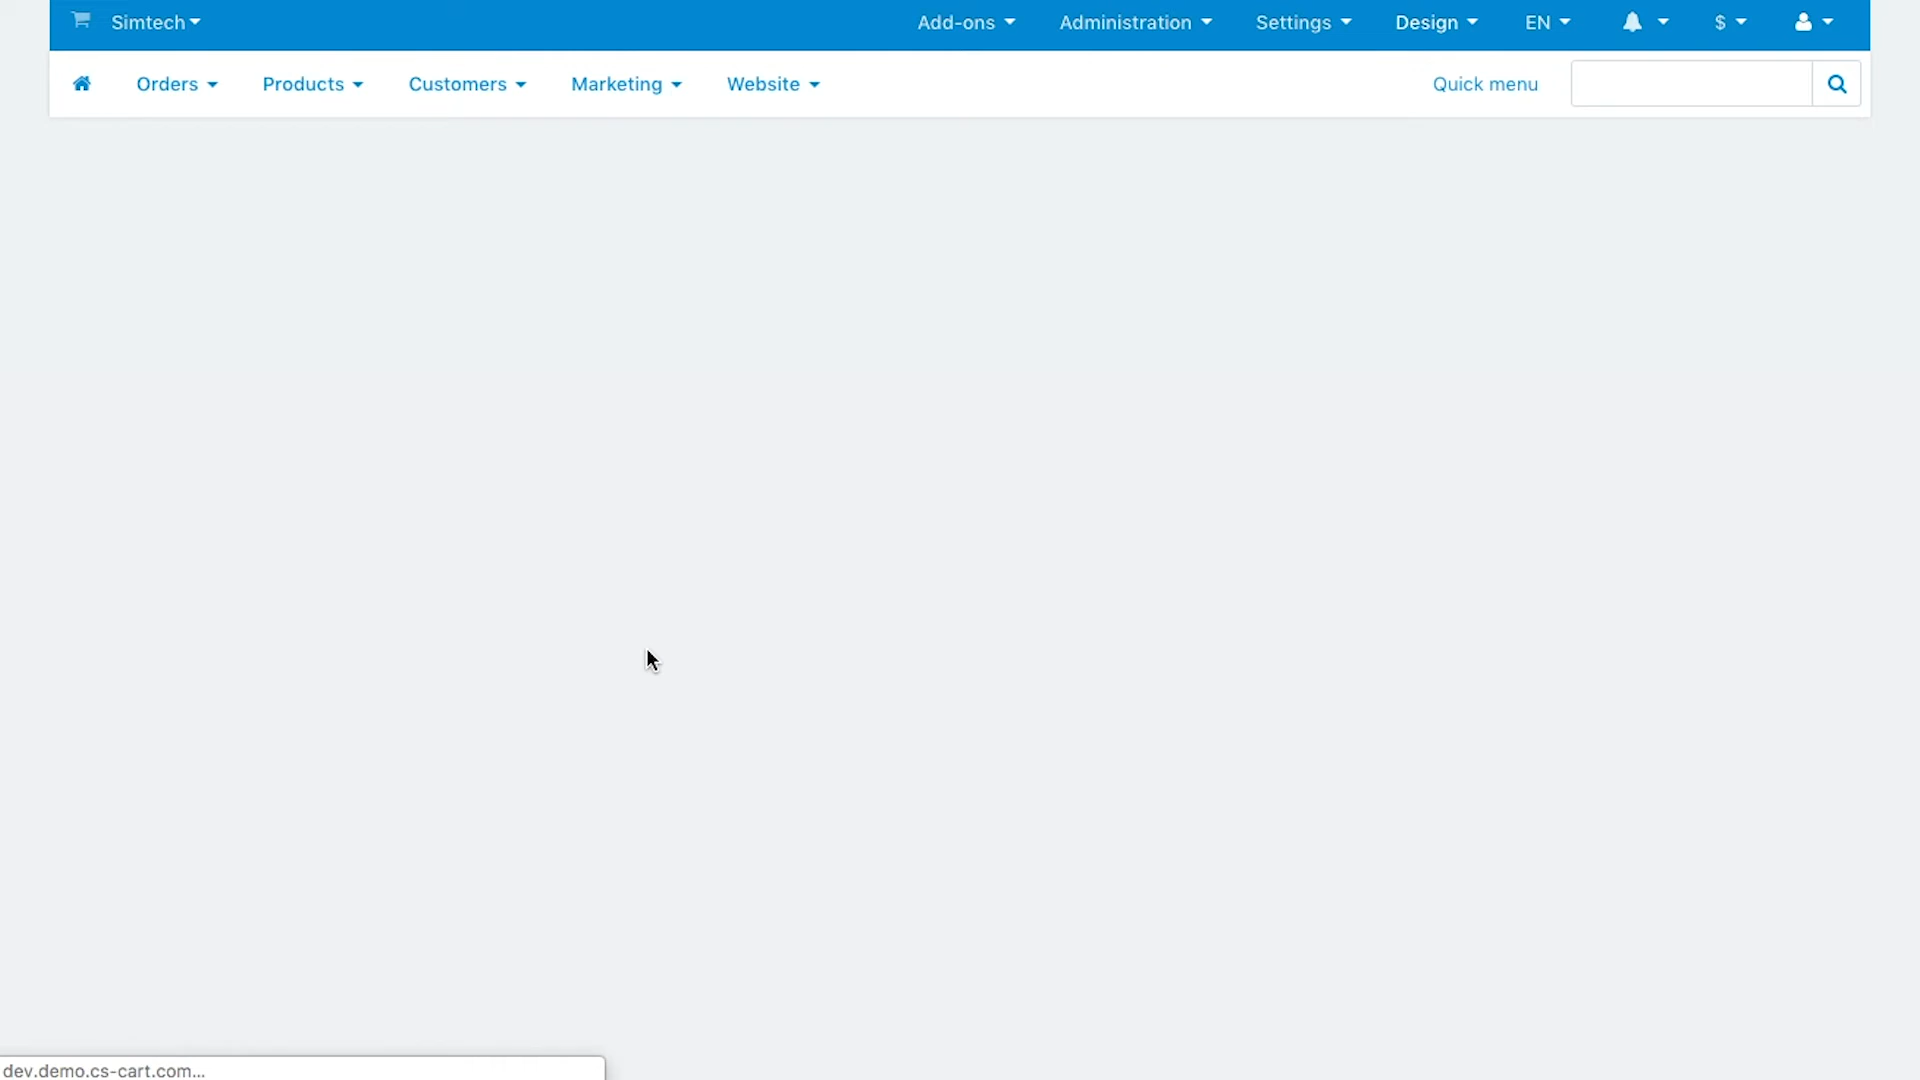 Simtech Add-ons Administration Settings Design EN $
Orders Products Customers Marketing Website Quick menu
dev.demo.cs-cart.com...